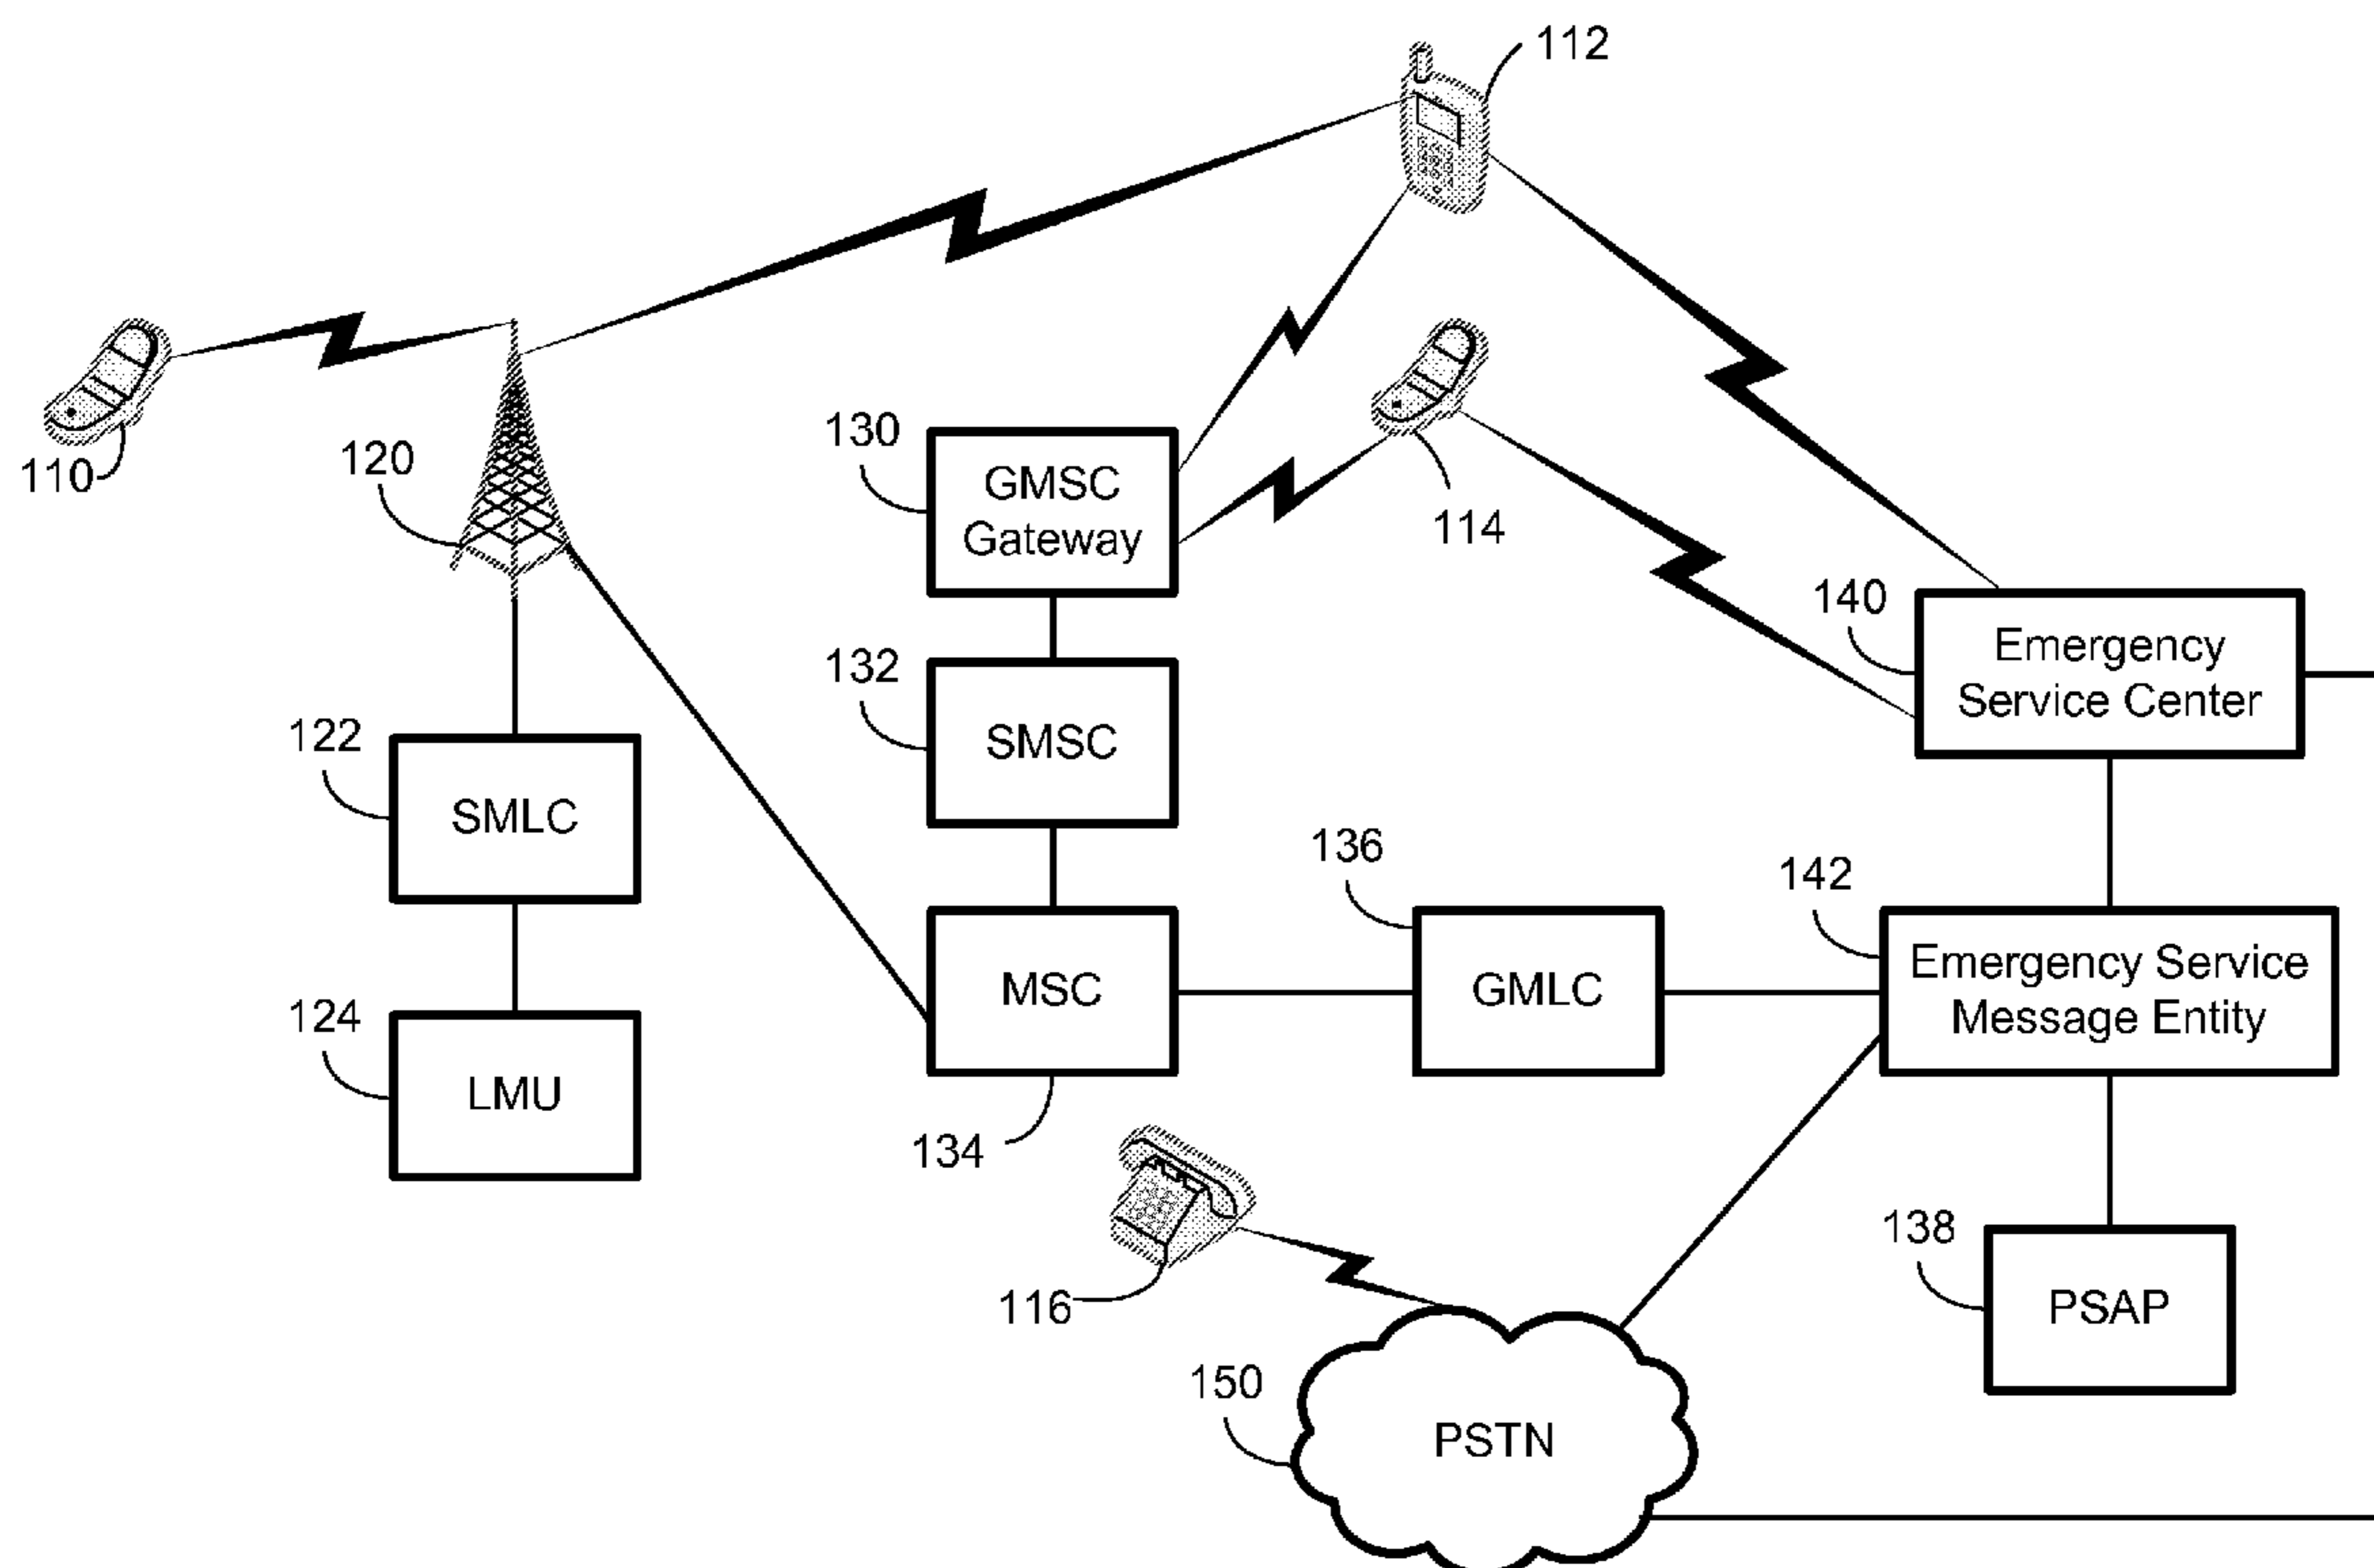 112
110
120
130
GMSC
Gateway
114
140
Emergency
Service Center
132
SMSC
122
SMLC
136
142
MSC
GMLC
Emergency Service
Message Entity
124
LMU
134
138
PSAP
116
150
PSTN